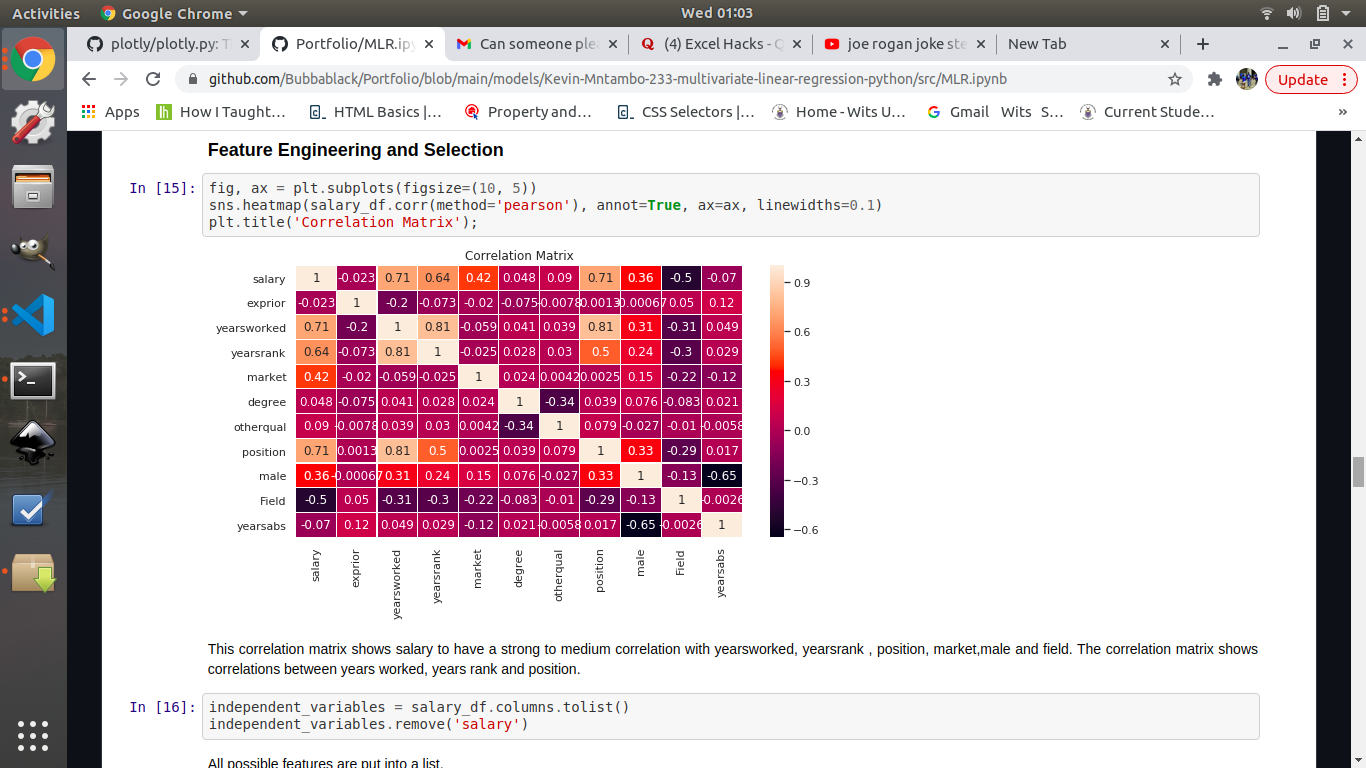 Activities Google Chrome Wed 01:03
plotly/plotly.py: T Portfolio/MLR.ip Can someone ple (4) Excel Hacks - Q joe rogan joke ste New Tab
github.com/Bubbablack/Portfolio/blob/main/models/Kevin-Mntambo-233-multivariate-linear-regression-python/src/MLR.ipynb Update
Apps How I Taught... HTML Basics |... Property and... CSS Selectors |... Home - Wits U... Gmail Wits S... Current Stude... »
Feature Engineering and Selection
In [15]: fig, ax = plt.subplots(figsize=(10, 5))
sns.heatmap(salary_df.corr(method='pearson'), annot=True, ax=ax, linewidths=0.1)
plt.title('Correlation Matrix');
Correlation Matrix
salary 1 -0.023 0.71 0.64 0.42 0.048 0.09 0.71 0.36 -0.5 -0.07
exprior -0.023 1 -0.2 -0.073 -0.02 -0.075 -0.0078 0.0013 0.00067 0.05 0.12
yearsworked 0.71 -0.2 1 0.81 -0.059 0.041 0.039 0.81 0.31 -0.31 0.049
yearsrank 0.64 -0.073 0.81 1 -0.025 0.028 0.03 0.5 0.24 -0.3 0.029
market 0.42 -0.02 -0.059 -0.025 1 0.024 0.0042 0.0025 0.15 -0.22 -0.12
degree 0.048 -0.075 0.041 0.028 0.024 1 -0.34 0.039 0.076 -0.083 0.021
otherqual 0.09 -0.0078 0.039 0.03 0.0042 -0.34 1 0.079 -0.027 -0.01 -0.0058
position 0.71 0.0013 0.81 0.5 0.0025 0.039 0.079 1 0.33 -0.29 0.017
male 0.36 -0.00067 0.31 0.24 0.15 0.076 -0.027 0.33 1 -0.13 -0.65
Field -0.5 0.05 -0.31 -0.3 -0.22 -0.083 -0.01 -0.29 -0.13 1 -0.0026
yearsabs -0.07 0.12 0.049 0.029 -0.12 0.021 -0.0058 0.017 -0.65 -0.0026 1
salary exprior yearsworked yearsrank market degree otherqual position male Field yearsabs
0.9
0.6
0.3
0.0
−0.3
−0.6
This correlation matrix shows salary to have a strong to medium correlation with yearsworked, yearsrank , position, market,male and field. The correlation matrix shows
correlations between years worked, years rank and position.
In [16]: independent_variables = salary_df.columns.tolist()
independent_variables.remove('salary')
All possible features are put into a list.